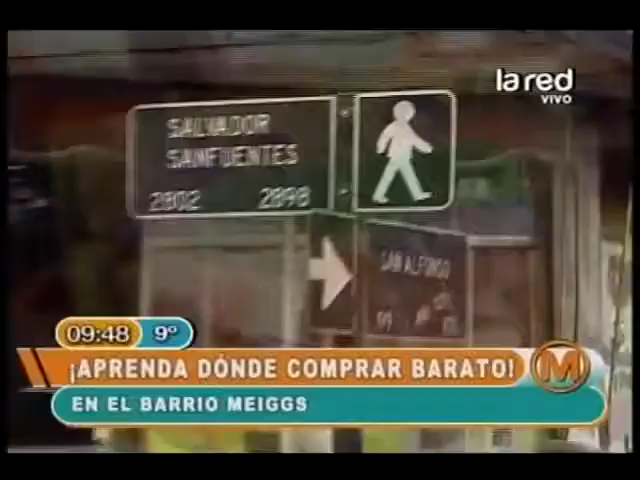 la red
VIVO
SALVADOR
SANFUENTES
2802 2898
SAN ALFONSO
09:48 9°
¡APRENDA DÓNDE COMPRAR BARATO! M
EN EL BARRIO MEIGGS